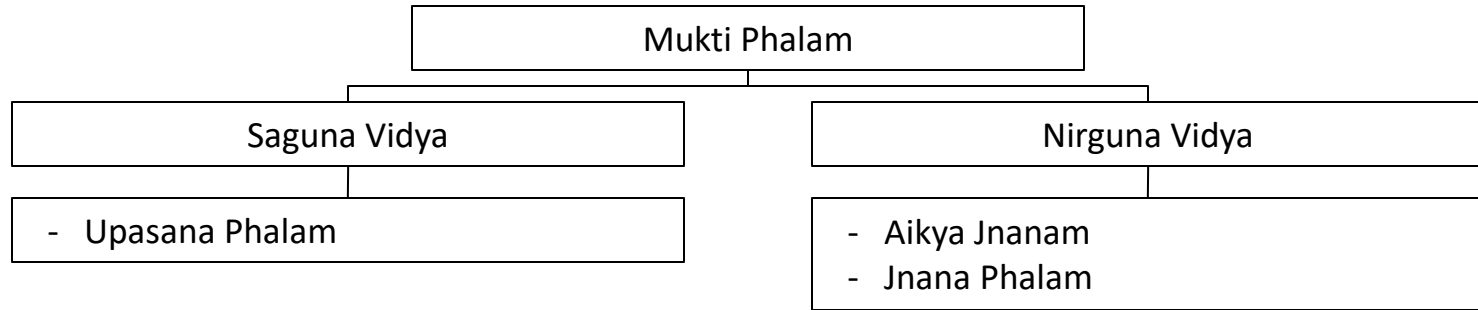 Mukti Phalam
Saguna Vidya
Nirguna Vidya
- Upasana Phalam
- Aikya Jnanam
- Jnana Phalam